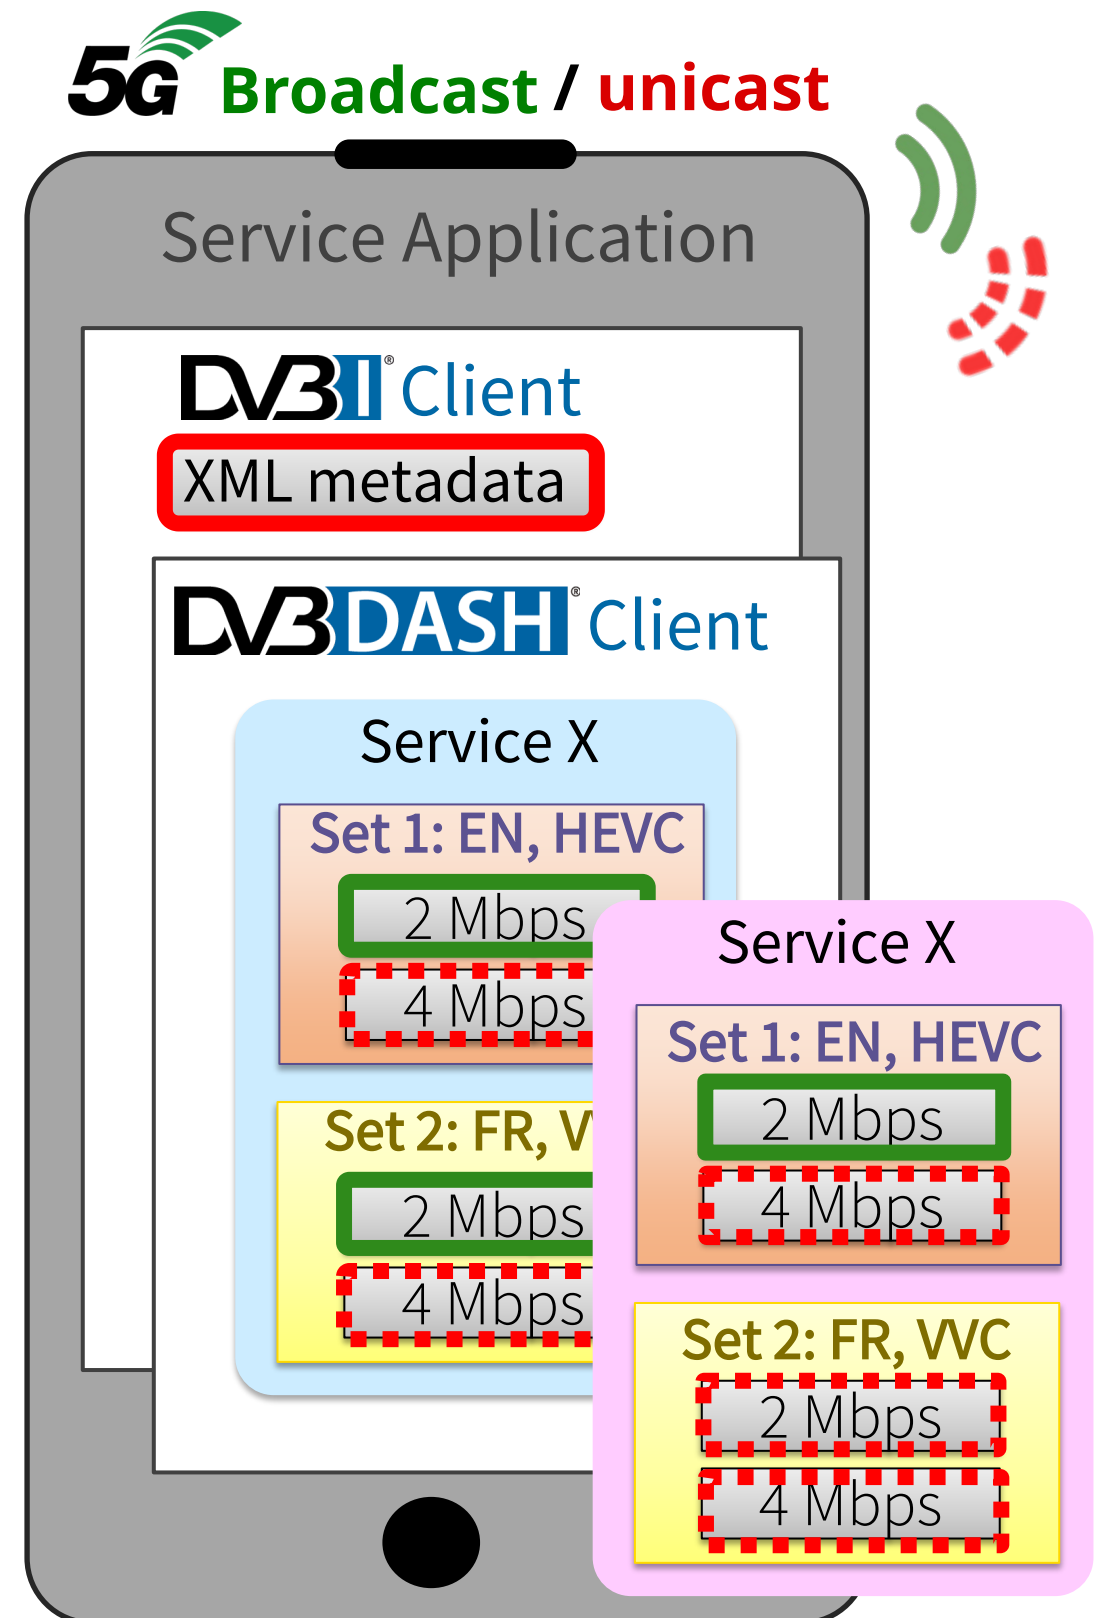 5G Broadcast / unicast
Service Application
DVB I ® Client
XML metadata
DVB DASH ® Client
Service X
Set 1: EN, HEVC
2 Mbps
4 Mbps
Set 2: FR, V
2 Mbps
4 Mbps
Service X
Set 1: EN, HEVC
2 Mbps
4 Mbps
Set 2: FR, VVC
2 Mbps
4 Mbps